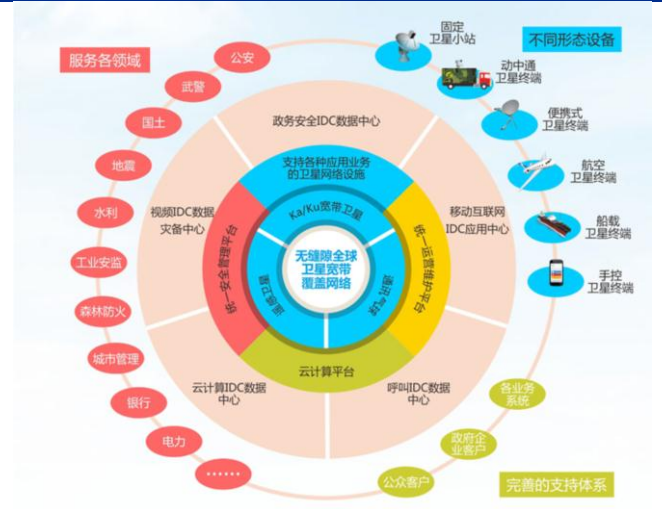 服务各领域
公安
武警
国土
地震
水利
工业安监
森林防火
城市管理
银行
电力
……
固定
卫星小站
不同形态设备
动中通
卫星终端
便携式
卫星终端
航空
卫星终端
船载
卫星终端
手控
卫星终端
政务安全IDC数据中心
视频IDC数据
灾备中心
移动互联网
IDC应用中心
云计算IDC数据
中心
呼叫IDC数据
中心
支持各种应用业务
的卫星网络设施
统一安全管理平台
统一运营维护平台
云计算平台
Ka/Ku宽带卫星
遥感卫星
通讯气球
无缝隙全球
卫星宽带
覆盖网络
各业务
系统
政府企
业客户
公众客户
完善的支持体系